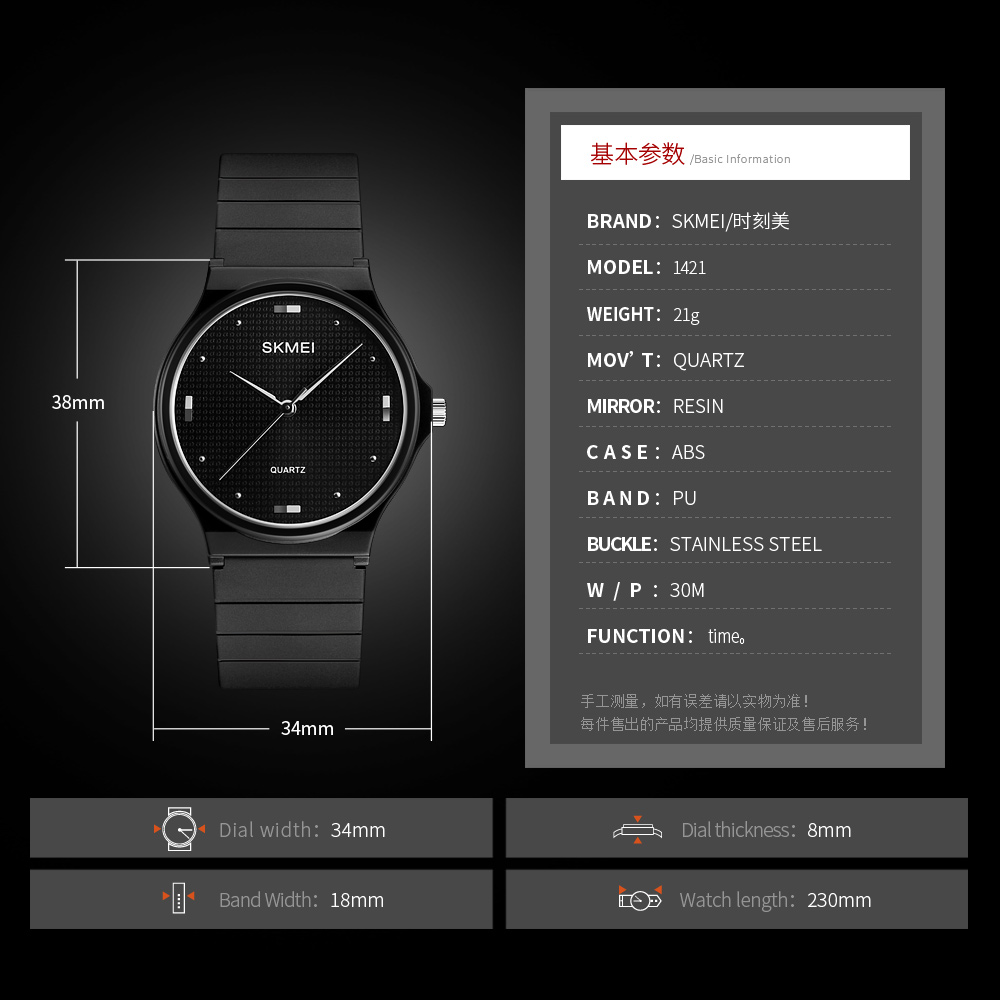 基本参数 /Basic Information
BRAND： SKMEI/时刻美
MODEL： 1421
WEIGHT： 21g
MOV’T： QUARTZ
MIRROR： RESIN
CASE： ABS
BAND： PU
BUCKLE： STAINLESS STEEL
W / P ： 30M
FUNCTION： time。
手工测量，如有误差请以实物为准！
每件售出的产品均提供质量保证及售后服务！
SKMEI
QUARTZ
38mm
34mm
Dial width： 34mm
Dial thickness： 8mm
Band Width： 18mm
Watch length： 230mm